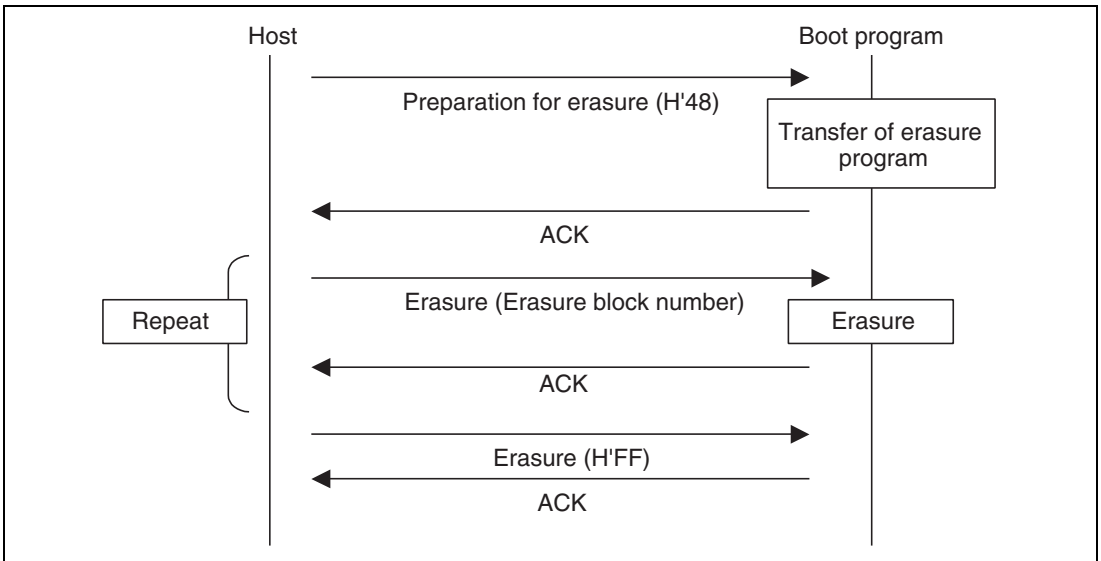 Host
Boot program
Preparation for erasure (H'48)
Transfer of erasure
program
ACK
Erasure (Erasure block number)
Repeat
Erasure
ACK
Erasure (H'FF)
ACK